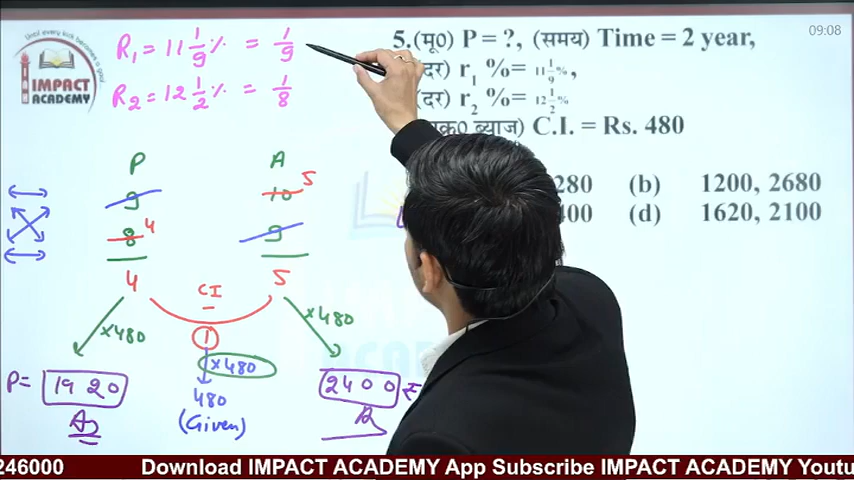 R₁ = 11 1/9 % = 1/9
R₂ = 12 1/2 % = 1/8
Until every kick becomes a goal
IMPACT
ACADEMY
5.(मू०) P = ?, (समय) Time = 2 year,
दर) r₁ %= 11 1/9 %,
दर) r₂ %= 12 1/2 %
क्र० ब्याज) C.I. = Rs. 480
280 (b) 1200, 2680
400 (d) 1620, 2100
09:08
P A
9 10 5
8 4 9
4 CI 5
1
×480 ×480 ×480
P= 1920 480 2400
(Given)
246000 Download IMPACT ACADEMY App Subscribe IMPACT ACADEMY Youtu